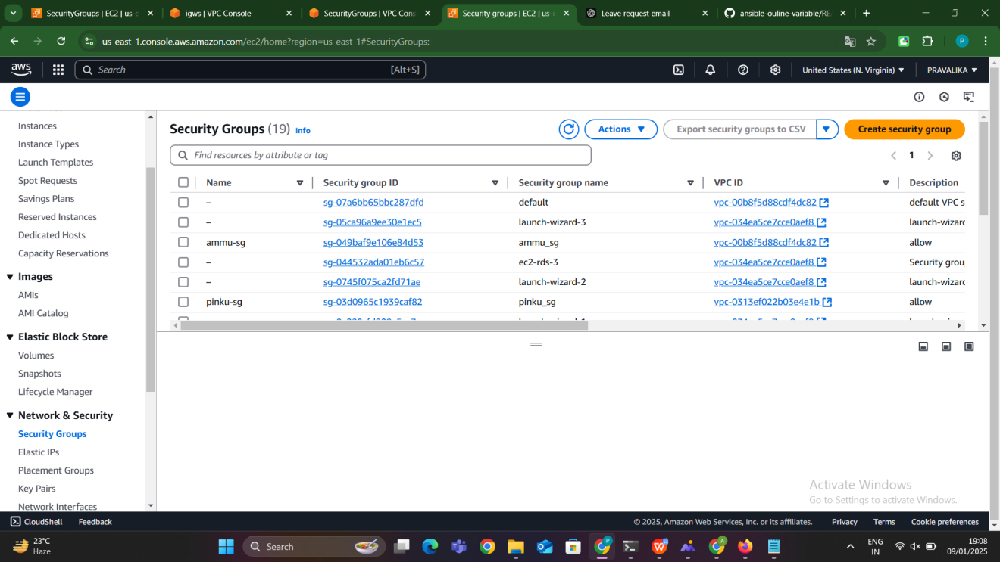 SecurityGroups | EC2 | us-e
igws | VPC Console
SecurityGroups | VPC Cons
Security groups | EC2 | us-e
Leave request email
ansible-ouline-variable/RE
us-east-1.console.aws.amazon.com/ec2/home?region=us-east-1#SecurityGroups:
P
aws
Search
[Alt+S]
United States (N. Virginia)
PRAVALIKA
Instances
Instance Types
Launch Templates
Spot Requests
Savings Plans
Reserved Instances
Dedicated Hosts
Capacity Reservations
Images
AMIs
AMI Catalog
Elastic Block Store
Volumes
Snapshots
Lifecycle Manager
Network & Security
Security Groups
Elastic IPs
Placement Groups
Key Pairs
Network Interfaces
Security Groups (19) Info
Actions
Export security groups to CSV
Create security group
Find resources by attribute or tag
1
Name Security group ID Security group name VPC ID Description
– sg-07a6bb65bbc287dfd default vpc-00b8f5d88cdf4dc82 default VPC s
– sg-05ca96a9ee30e1ec5 launch-wizard-3 vpc-034ea5ce7cce0aef8 launch-wizard
ammu-sg sg-049baf9e106e84d53 ammu_sg vpc-00b8f5d88cdf4dc82 allow
– sg-044532ada01eb6c57 ec2-rds-3 vpc-034ea5ce7cce0aef8 Security grou
– sg-0745f075ca2fd71ae launch-wizard-2 vpc-034ea5ce7cce0aef8 launch-wizard
pinku-sg sg-03d0965c1939caf82 pinku_sg vpc-0313ef022b03e4e1b allow
Activate Windows
Go to Settings to activate Windows.
CloudShell
Feedback
© 2025, Amazon Web Services, Inc. or its affiliates.
Privacy
Terms
Cookie preferences
23°C
Haze
Search
ENG
IN
19:08
09/01/2025